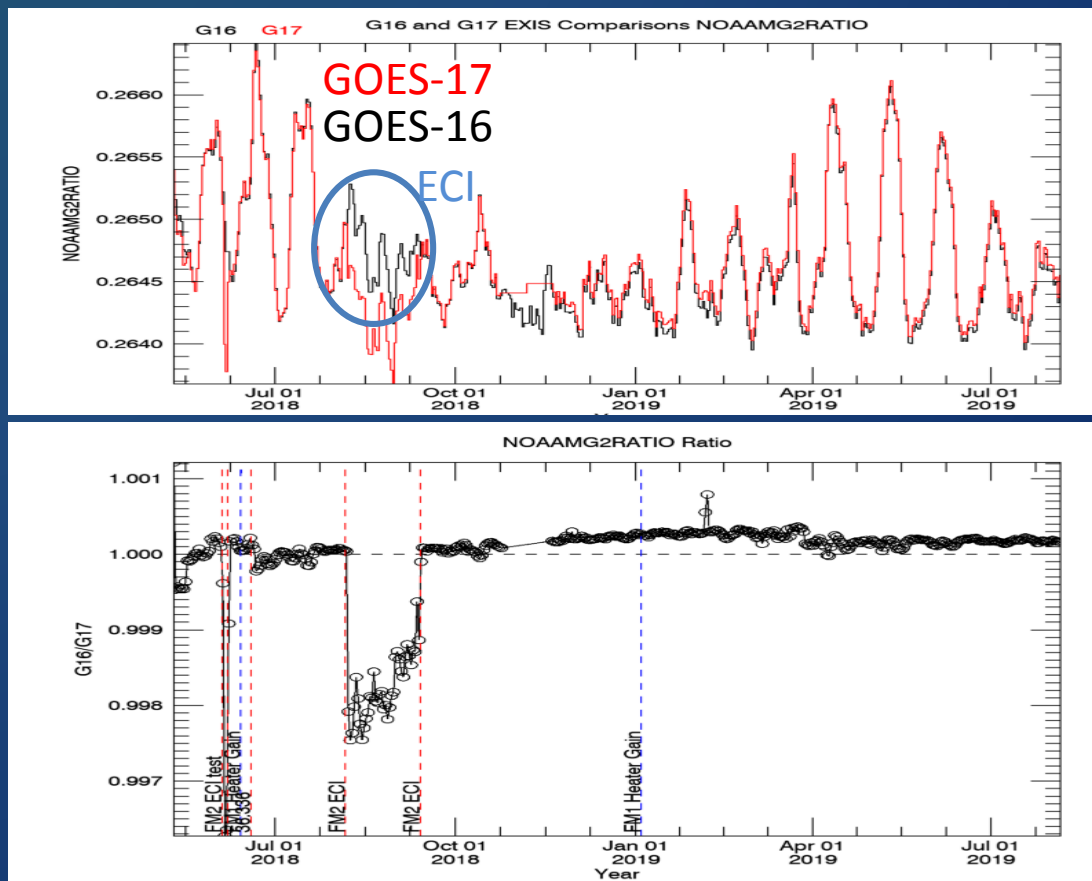 G16 G17 G16 and G17 EXIS Comparisons NOAAMG2RATIO
GOES-17
GOES-16
ECI
NOAAMG2RATIO
0.2660
0.2655
0.2650
0.2645
0.2640
Jul 01 Oct 01 Jan 01 Apr 01 Jul 01
2018 2018 2019 2019 2019
NOAAMG2RATIO Ratio
G16/G17
1.001
1.000
0.999
0.998
0.997
FM2 ECI test
FM1 Heater Gain
FM2 ECI
FM2 ECI
FM1 Heater Gain
Jul 01 Oct 01 Jan 01 Apr 01 Jul 01
2018 2018 2019 2019 2019
Year